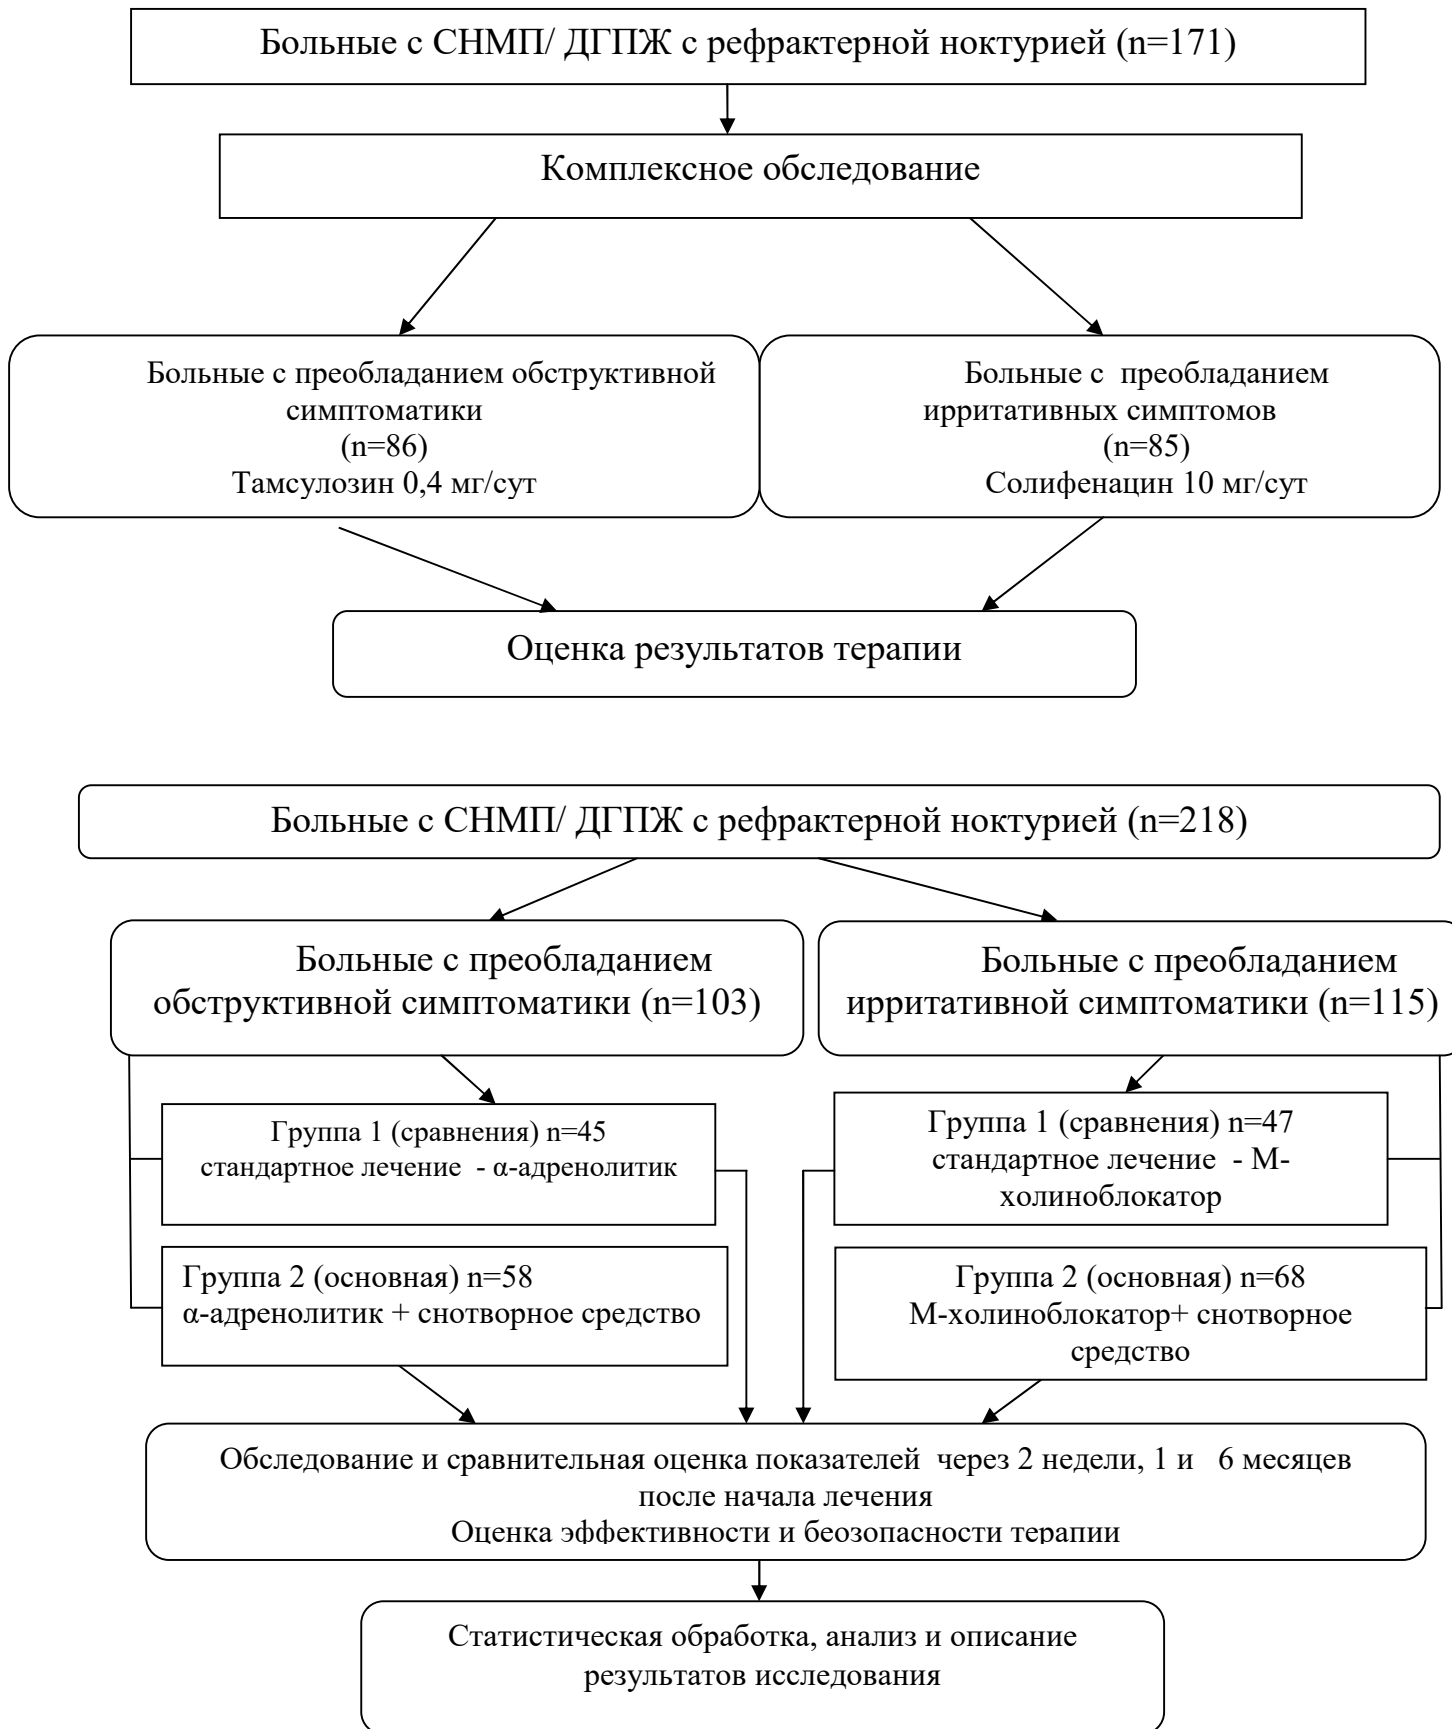 Больные с СНМП/ ДГПЖ с рефрактерной ноктурией (n=171)
Комплексное обследование
Больные с преобладанием обструктивной
симптоматики
(n=86)
Тамсулозин 0,4 мг/сут
Больные с преобладанием
ирритативных симптомов
(n=85)
Солифенацин 10 мг/сут
Оценка результатов терапии
Больные с СНМП/ ДГПЖ с рефрактерной ноктурией (n=218)
Больные с преобладанием
обструктивной симптоматики (n=103)
Больные с преобладанием
ирритативной симптоматики (n=115)
Группа 1 (сравнения) n=45
стандартное лечение - α-адренолитик
Группа 1 (сравнения) n=47
стандартное лечение - М-
холиноблокатор
Группа 2 (основная) n=58
α-адренолитик + снотворное средство
Группа 2 (основная) n=68
М-холиноблокатор+ снотворное
средство
Обследование и сравнительная оценка показателей через 2 недели, 1 и 6 месяцев
после начала лечения
Оценка эффективности и беозопасности терапии
Статистическая обработка, анализ и описание
результатов исследования